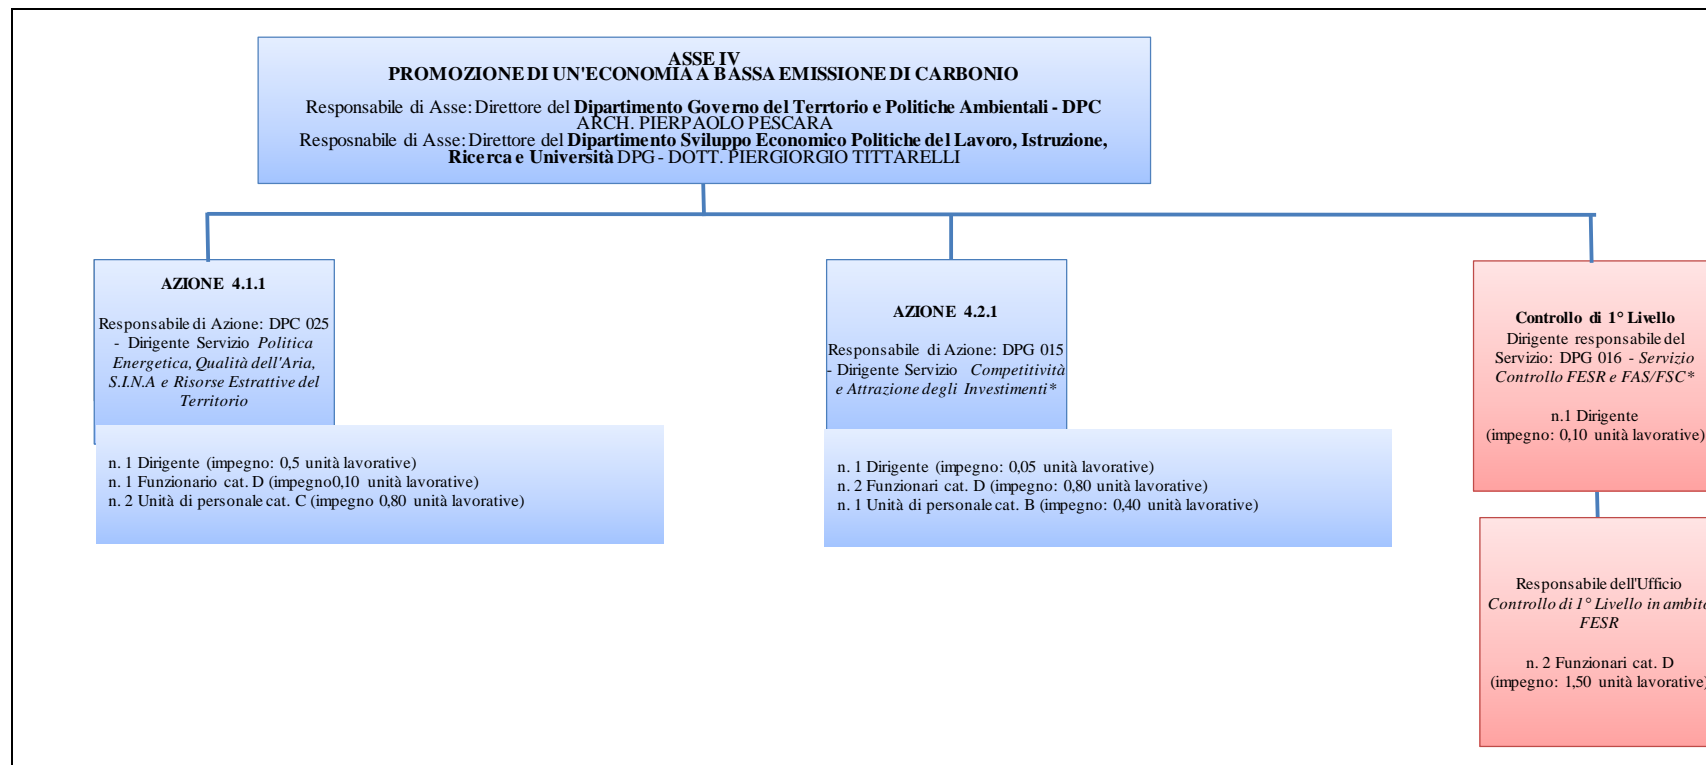 ASSE IV
PROMOZIONE DI UN'ECONOMIA A BASSA EMISSIONE DI CARBONIO
Responsabile di Asse: Direttore del Dipartimento Governo del Terrtorio e Politiche Ambientali - DPC
ARCH. PIERPAOLO PESCARA
Resposnabile di Asse: Direttore del Dipartimento Sviluppo Economico Politiche del Lavoro, Istruzione,
Ricerca e Università DPG - DOTT. PIERGIORGIO TITTARELLI
AZIONE 4.1.1
Responsabile di Azione: DPC 025
- Dirigente Servizio Politica
Energetica, Qualità dell'Aria,
S.I.N.A e Risorse Estrattive del
Territorio
n. 1 Dirigente (impegno: 0,5 unità lavorative)
n. 1 Funzionario cat. D (impegno0,10 unità lavorative)
n. 2 Unità di personale cat. C (impegno 0,80 unità lavorative)
AZIONE 4.2.1
Responsabile di Azione: DPG 015
- Dirigente Servizio Competitività
e Attrazione degli Investimenti*
n. 1 Dirigente (impegno: 0,05 unità lavorative)
n. 2 Funzionari cat. D (impegno: 0,80 unità lavorative)
n. 1 Unità di personale cat. B (impegno: 0,40 unità lavorative)
Controllo di 1° Livello
Dirigente responsabile del
Servizio: DPG 016 - Servizio
Controllo FESR e FAS/FSC*
n.1 Dirigente
(impegno: 0,10 unità lavorative)
Responsabile dell'Ufficio
Controllo di 1° Livello in ambito
FESR
n. 2 Funzionari cat. D
(impegno: 1,50 unità lavorative)